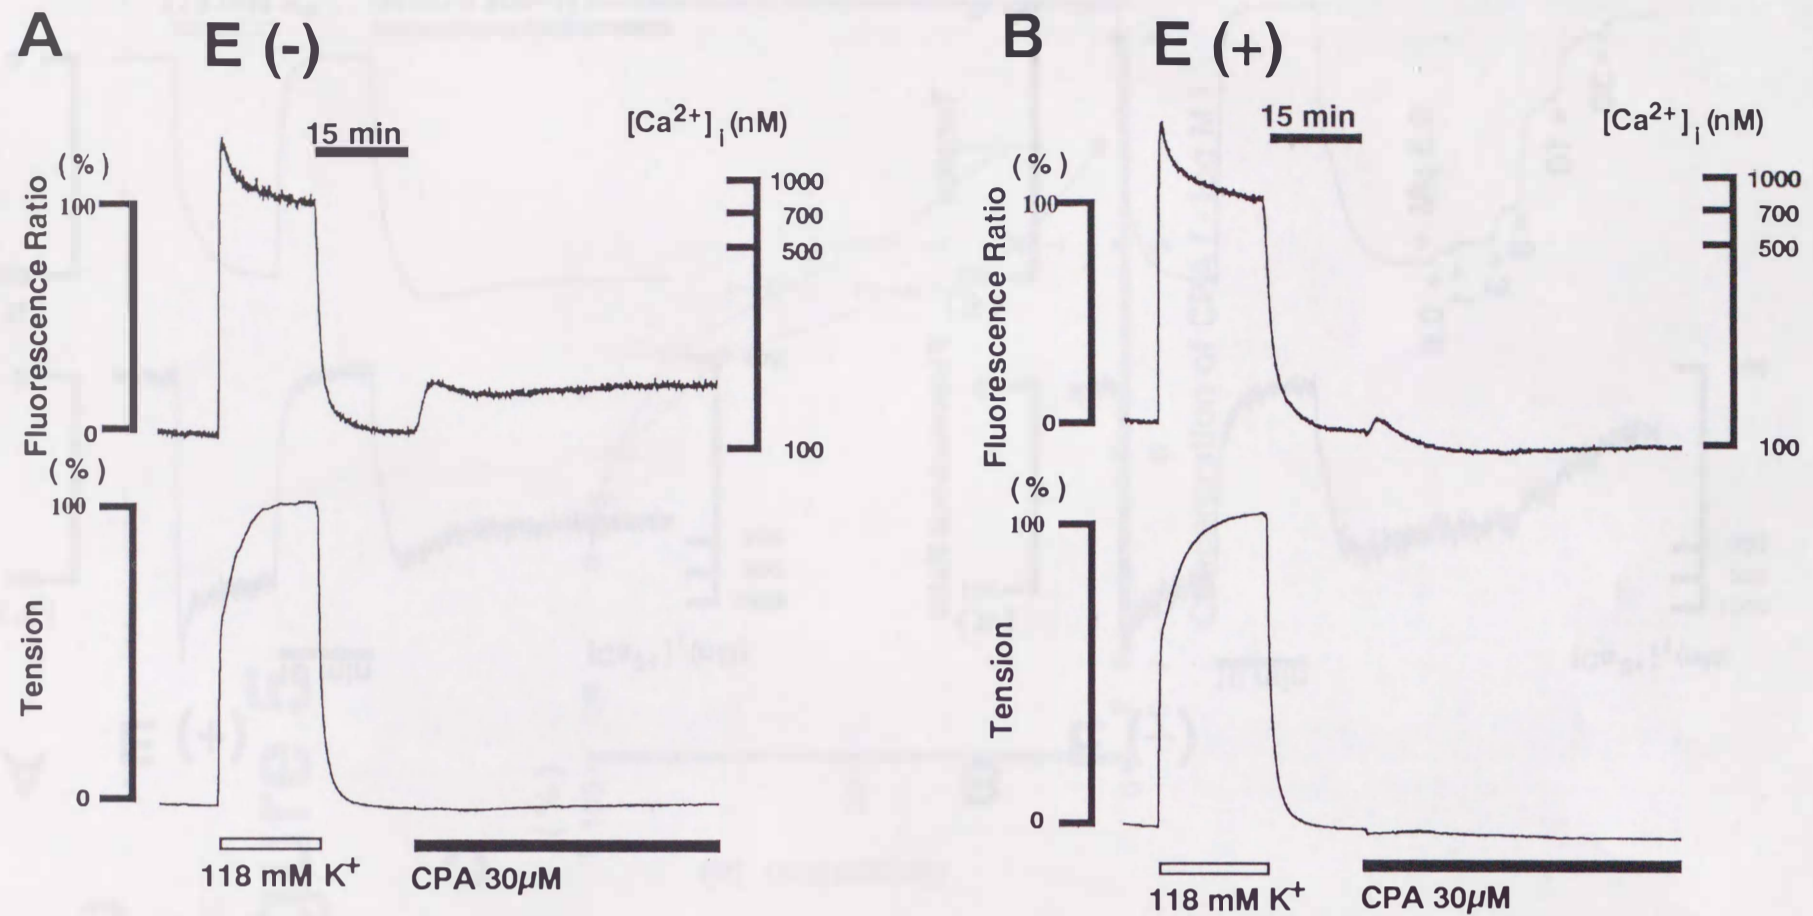 A
E (-)
15 min
[Ca2+]i (nM)
(%)
100
0
Fluorescence Ratio
1000
700
500
100
(%)
100
0
Tension
118 mM K+
CPA 30µM
B
E (+)
15 min
[Ca2+]i (nM)
(%)
100
0
Fluorescence Ratio
1000
700
500
100
(%)
100
0
Tension
118 mM K+
CPA 30µM